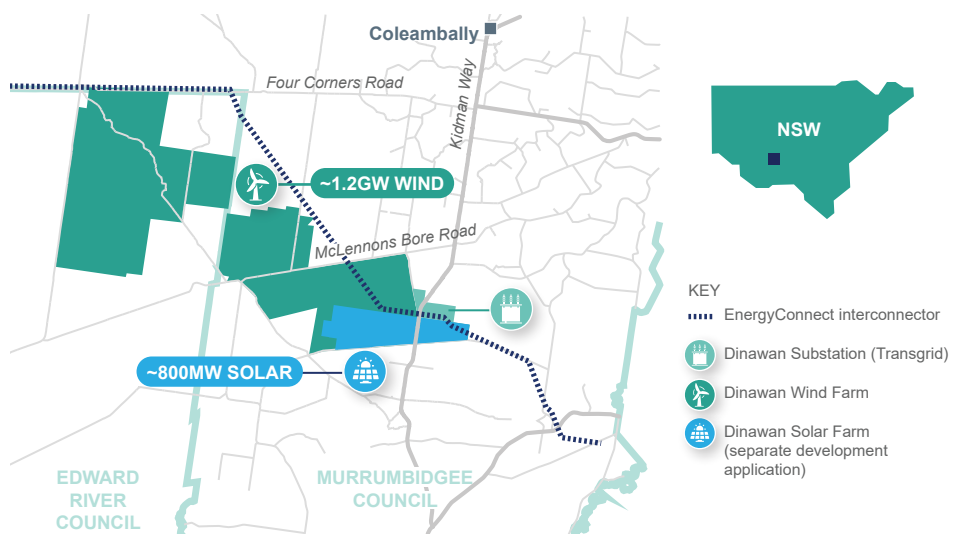 Coleambally
Four Corners Road
Kidman Way
NSW
~1.2GW WIND
McLennons Bore Road
KEY
EnergyConnect interconnector
Dinawan Substation (Transgrid)
~800MW SOLAR
Dinawan Wind Farm
Dinawan Solar Farm
(separate development
application)
EDWARD
RIVER
COUNCIL
MURRUMBIDGEE
COUNCIL